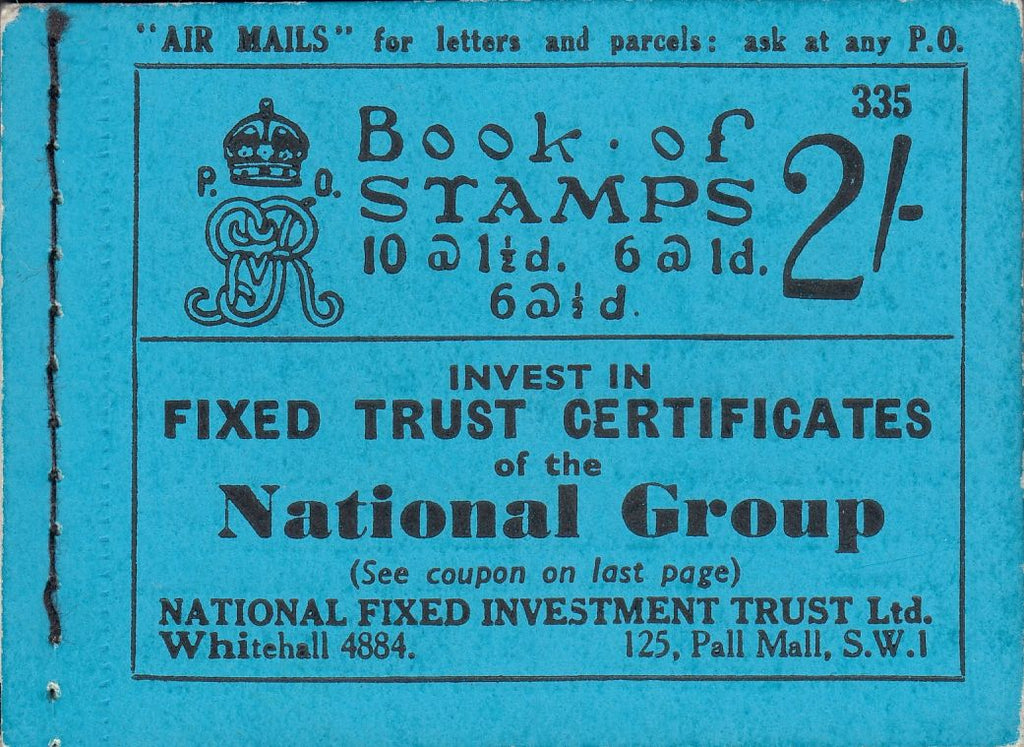 "AIR MAILS" for letters and parcels: ask at any P.O.
335
P. O.
GvR
Book · of
STAMPS
2/-
10 @ 1½d. 6 @ 1d.
6 @ ½d.
INVEST IN
FIXED TRUST CERTIFICATES
of the
National Group
(See coupon on last page)
NATIONAL FIXED INVESTMENT TRUST Ltd.
Whitehall 4884. 125, Pall Mall, S.W.1